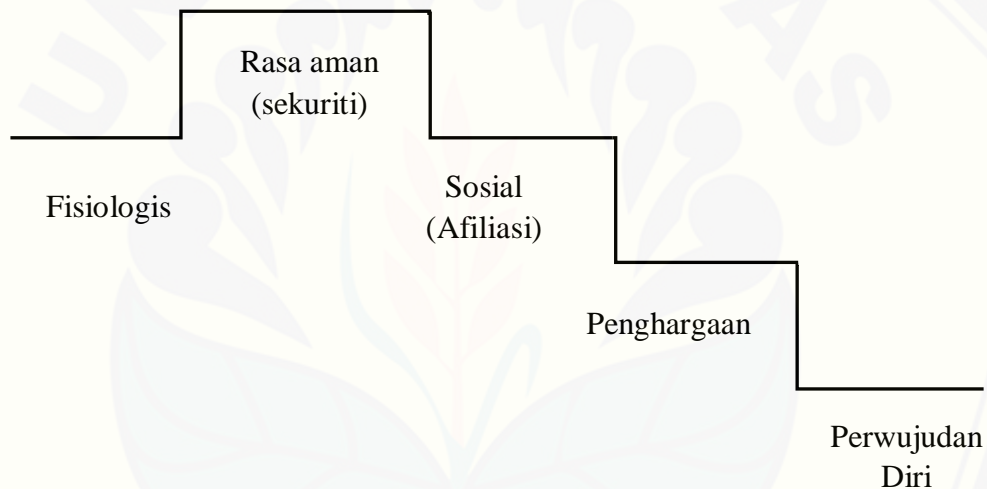 Rasa aman
(sekuriti)
Fisiologis
Sosial
(Afiliasi)
Penghargaan
Perwujudan
Diri